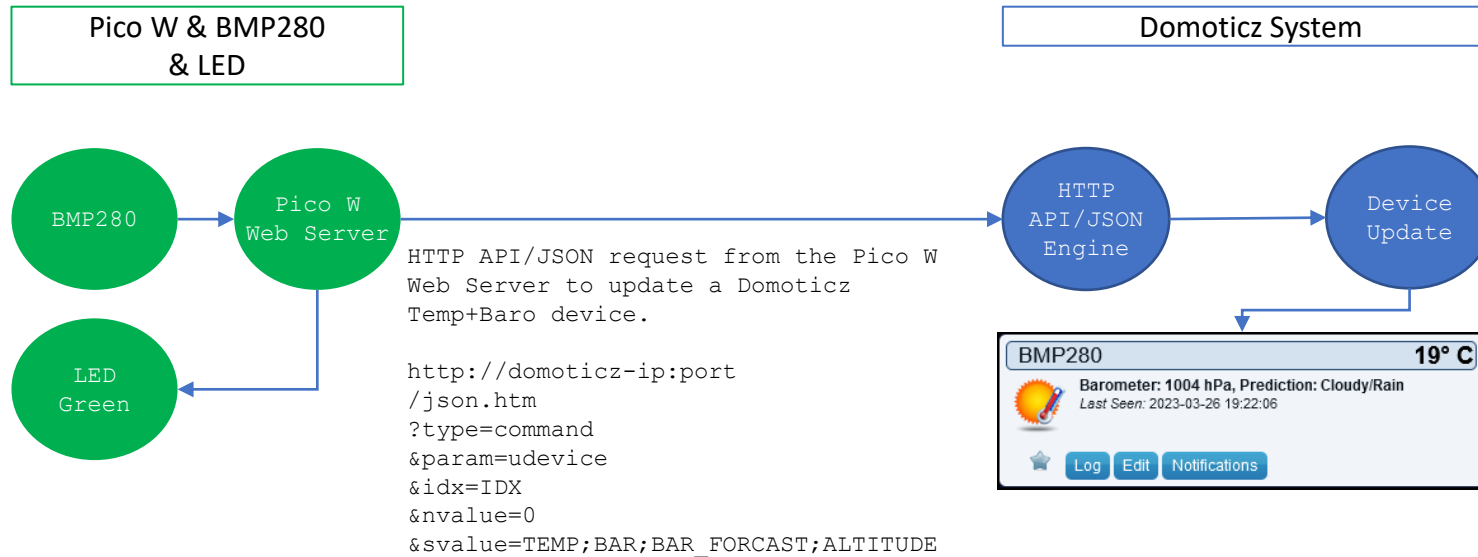 Pico W & BMP280
& LED
Domoticz System
BMP280
Pico W
Web Server
HTTP
API/JSON
Engine
Device
Update
HTTP API/JSON request from the Pico W
Web Server to update a Domoticz
Temp+Baro device.
http://domoticz-ip:port
/json.htm
?type=command
&param=udevice
&idx=IDX
&nvalue=0
&svalue=TEMP;BAR;BAR_FORCAST;ALTITUDE
LED
Green
BMP280 19° C
Barometer: 1004 hPa, Prediction: Cloudy/Rain
Last Seen: 2023-03-26 19:22:06
Log Edit Notifications